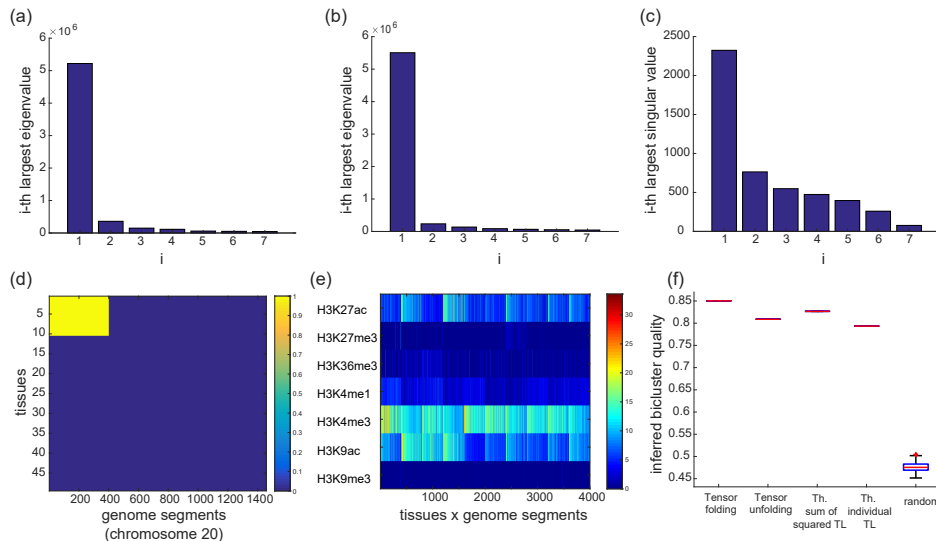 (a)
× 10^6
6
5
4
3
2
1
0
1 2 3 4 5 6 7
i
i-th largest eigenvalue
(b)
× 10^6
6
5
4
3
2
1
0
1 2 3 4 5 6 7
i
i-th largest eigenvalue
(c)
2500
2000
1500
1000
500
0
1 2 3 4 5 6 7
i
i-th largest singular value
(d)
5
10
15
20
25
30
35
40
45
tissues
200 400 600 800 1000 1200 1400
genome segments
(chromosome 20)
1
0.9
0.8
0.7
0.6
0.5
0.4
0.3
0.2
0.1
0
(e)
H3K27ac
H3K27me3
H3K36me3
H3K4me1
H3K4me3
H3K9ac
H3K9me3
1000 2000 3000 4000
tissues x genome segments
30
25
20
15
10
5
0
(f)
0.85
0.8
0.75
0.7
0.65
0.6
0.55
0.5
0.45
inferred bicluster quality
Tensor
folding
Tensor
unfolding
Th.
sum of
squared TL
Th.
individual
TL
random